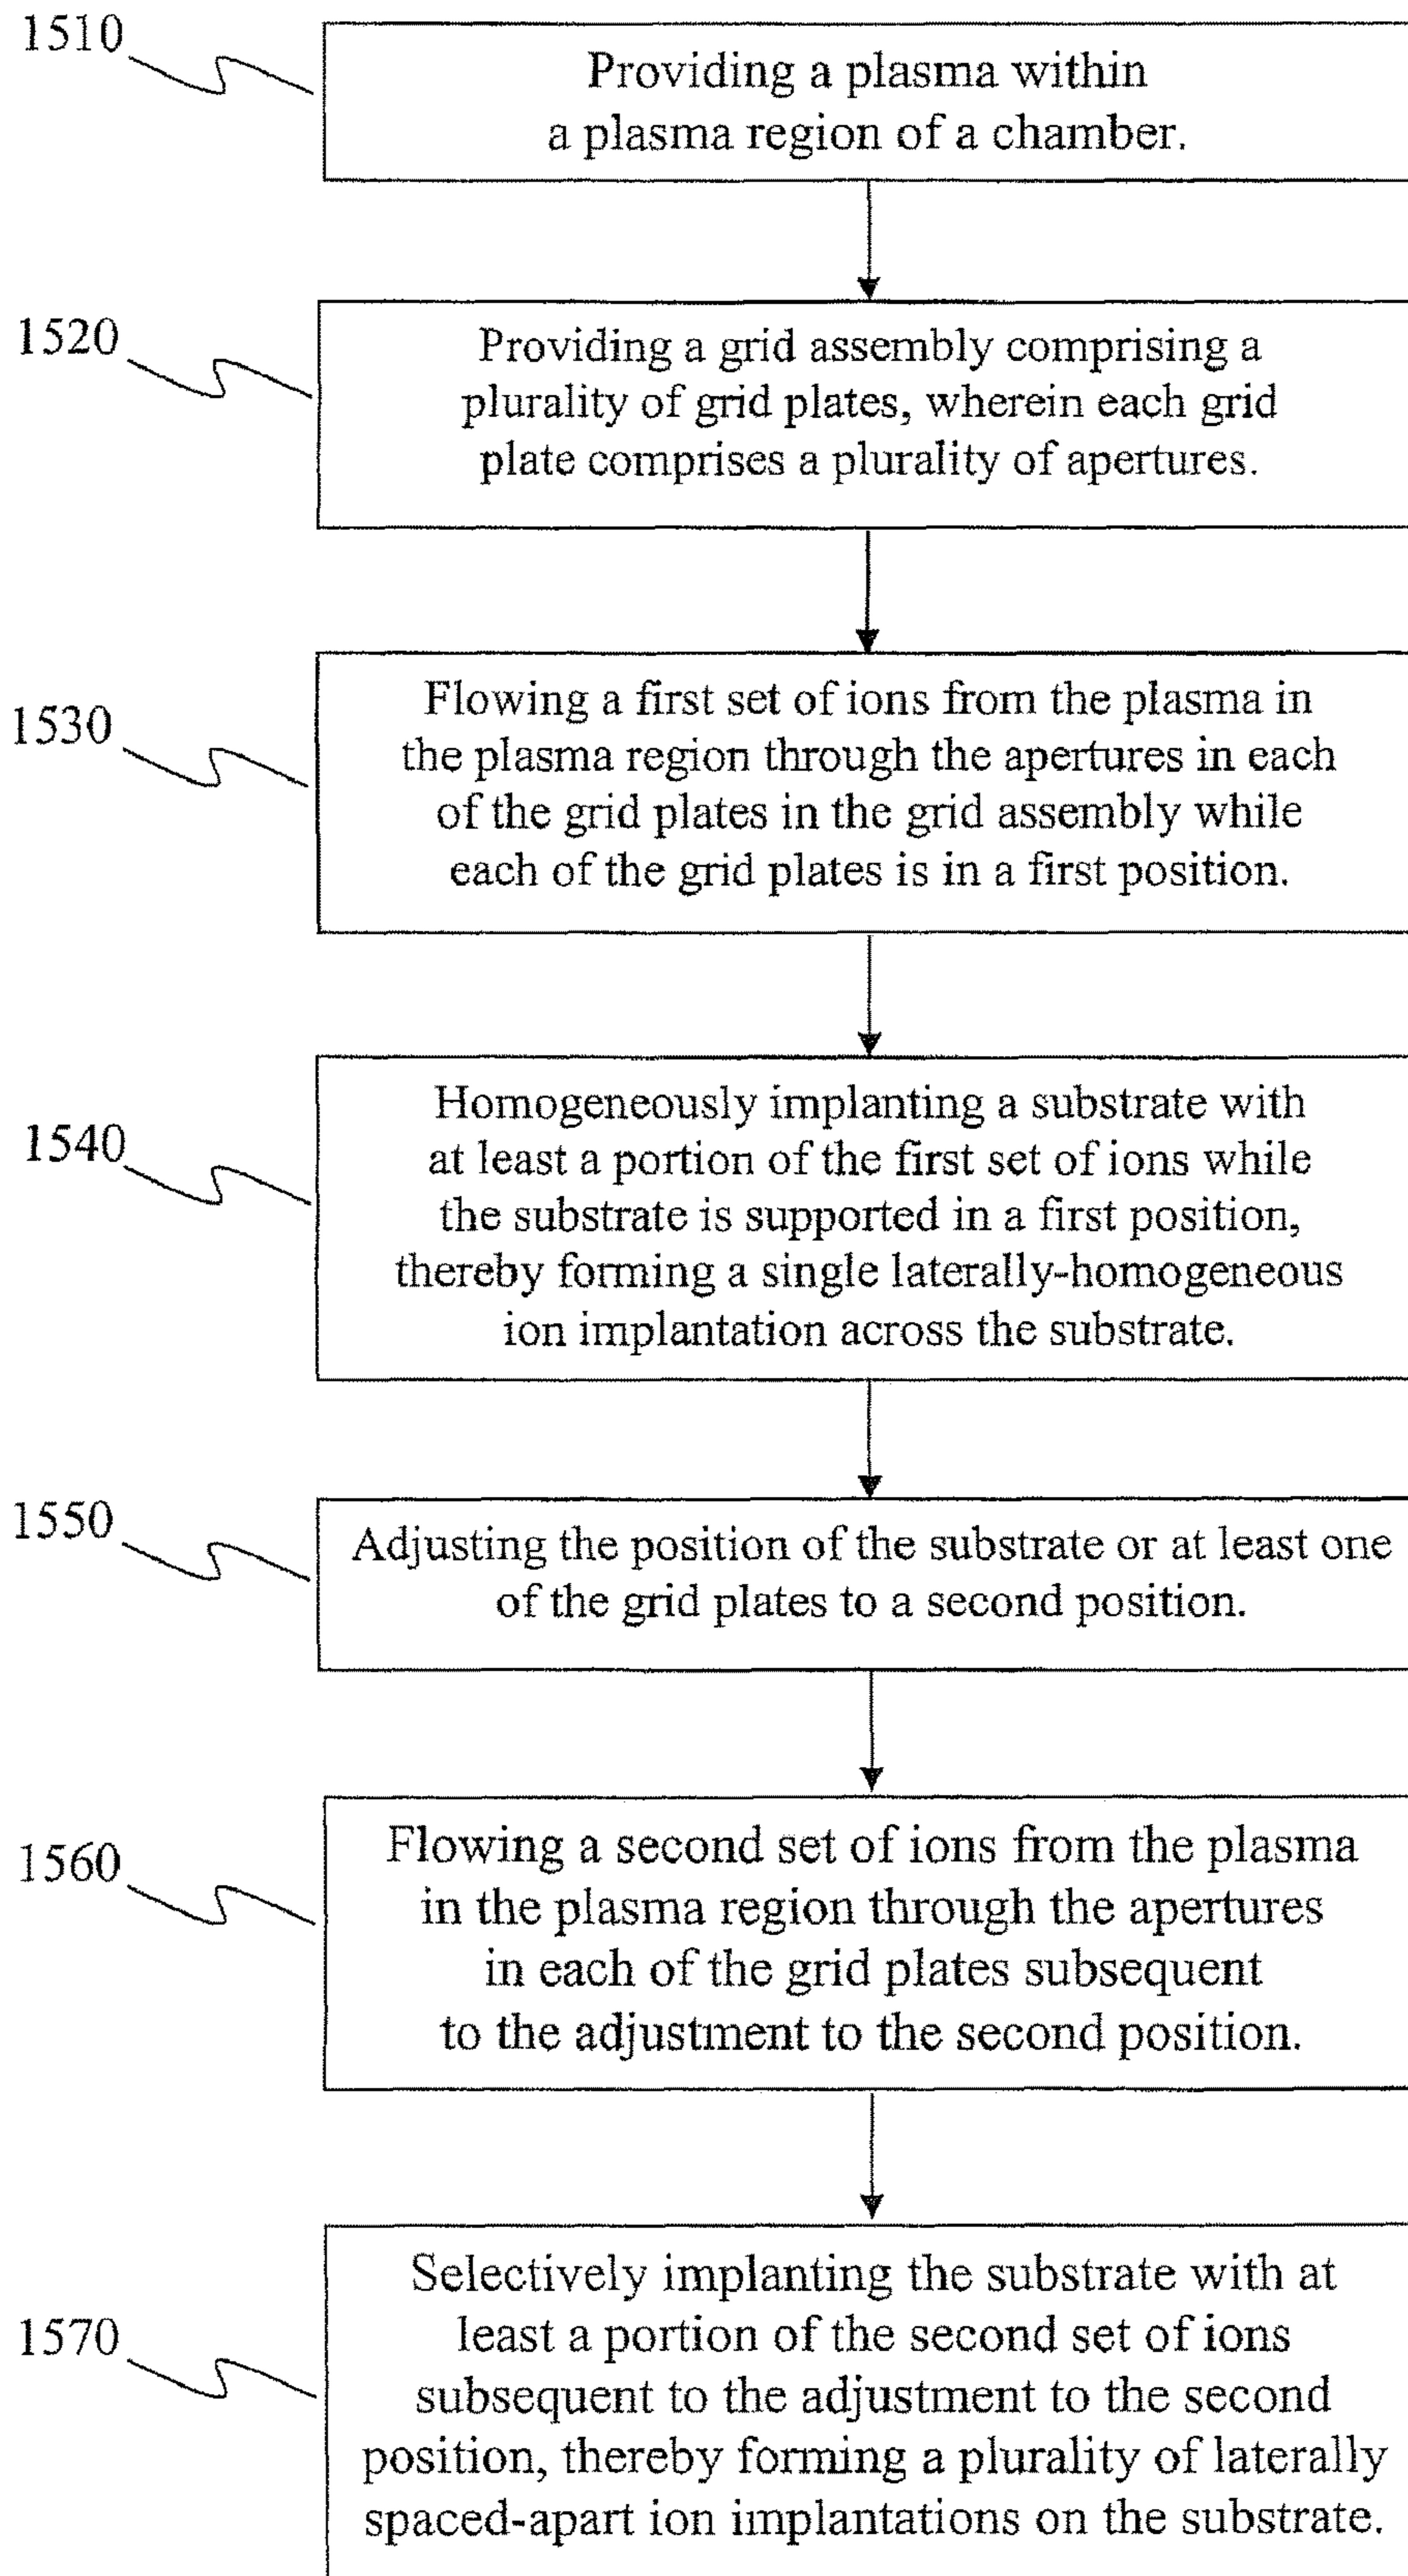 1510
Providing a plasma within
a plasma region of a chamber.
1520
Providing a grid assembly comprising a
plurality of grid plates, wherein each grid
plate comprises a plurality of apertures.
1530
Flowing a first set of ions from the plasma in
the plasma region through the apertures in each
of the grid plates in the grid assembly while
each of the grid plates is in a first position.
1540
Homogeneously implanting a substrate with
at least a portion of the first set of ions while
the substrate is supported in a first position,
thereby forming a single laterally-homogeneous
ion implantation across the substrate.
1550
Adjusting the position of the substrate or at least one
of the grid plates to a second position.
1560
Flowing a second set of ions from the plasma
in the plasma region through the apertures
in each of the grid plates subsequent
to the adjustment to the second position.
1570
Selectively implanting the substrate with at
least a portion of the second set of ions
subsequent to the adjustment to the second
position, thereby forming a plurality of laterally
spaced-apart ion implantations on the substrate.